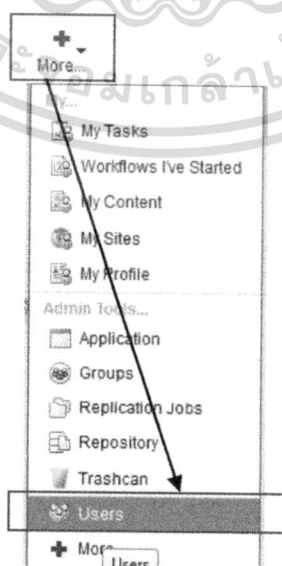 More...
My...
My Tasks
Workflows I've Started
My Content
My Sites
My Profile
Admin Tools...
Application
Groups
Replication Jobs
Repository
Trashcan
Users
More
Users